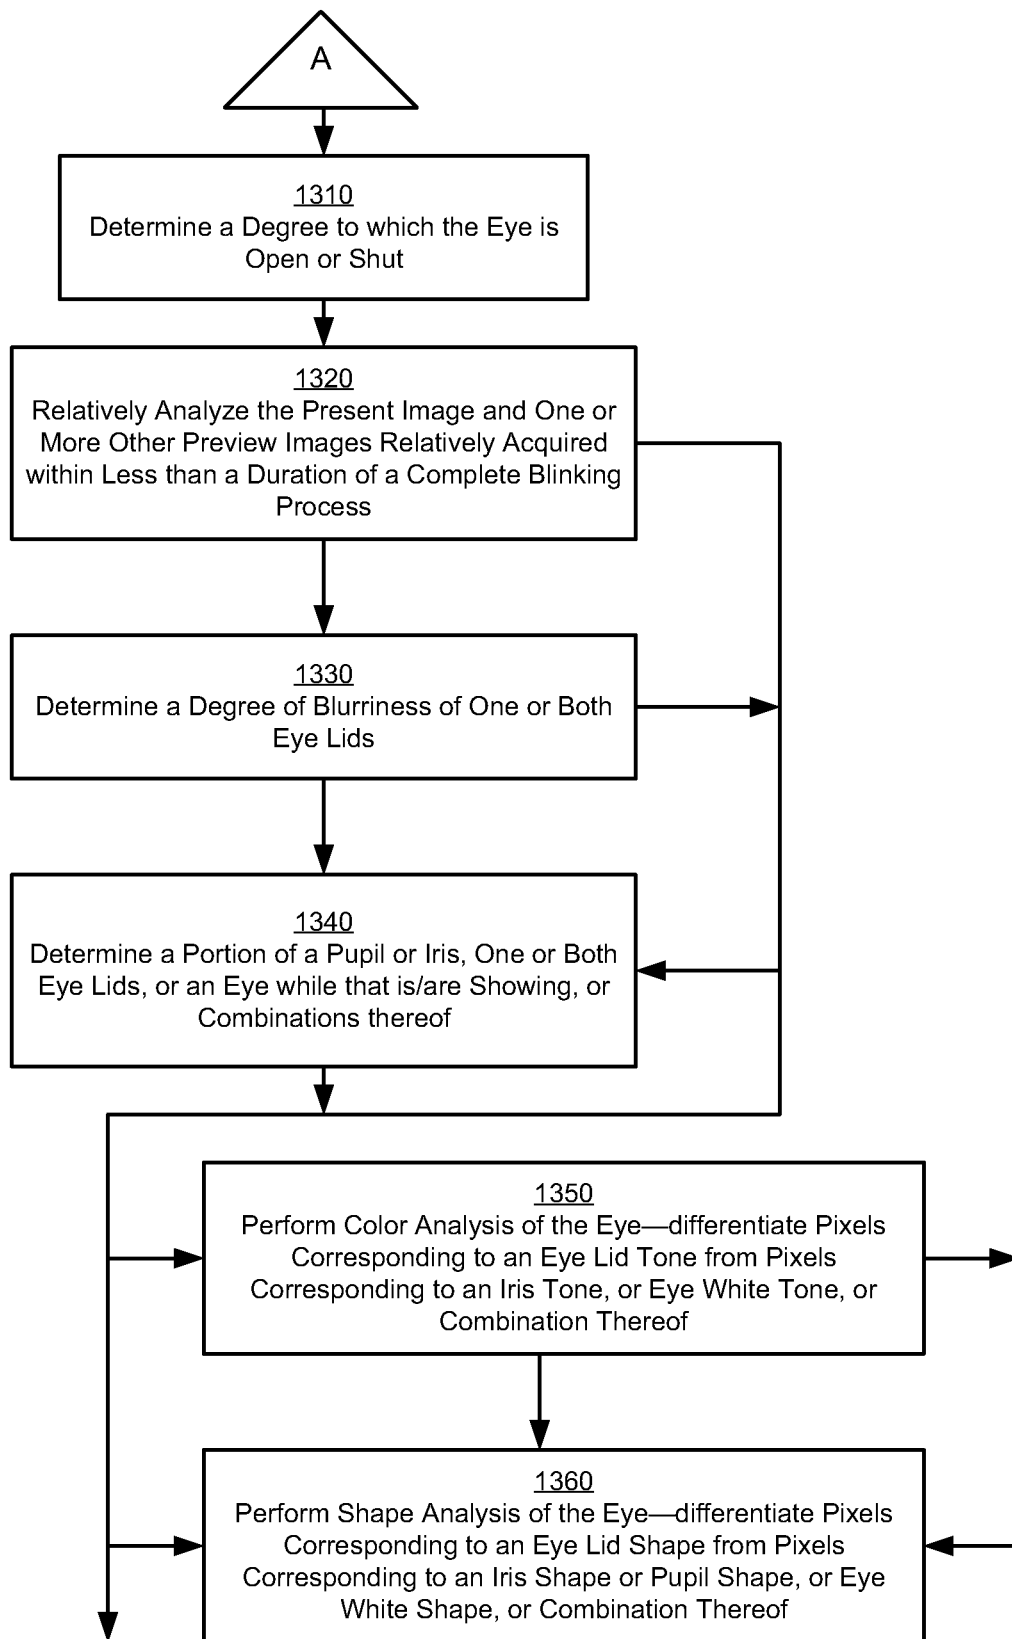 A
1310
Determine a Degree to which the Eye is
Open or Shut
1320
Relatively Analyze the Present Image and One or
More Other Preview Images Relatively Acquired
within Less than a Duration of a Complete Blinking
Process
1330
Determine a Degree of Blurriness of One or Both
Eye Lids
1340
Determine a Portion of a Pupil or Iris, One or Both
Eye Lids, or an Eye while that is/are Showing, or
Combinations thereof
1350
Perform Color Analysis of the Eye—differentiate Pixels
Corresponding to an Eye Lid Tone from Pixels
Corresponding to an Iris Tone, or Eye White Tone, or
Combination Thereof
1360
Perform Shape Analysis of the Eye—differentiate Pixels
Corresponding to an Eye Lid Shape from Pixels
Corresponding to an Iris Shape or Pupil Shape, or Eye
White Shape, or Combination Thereof